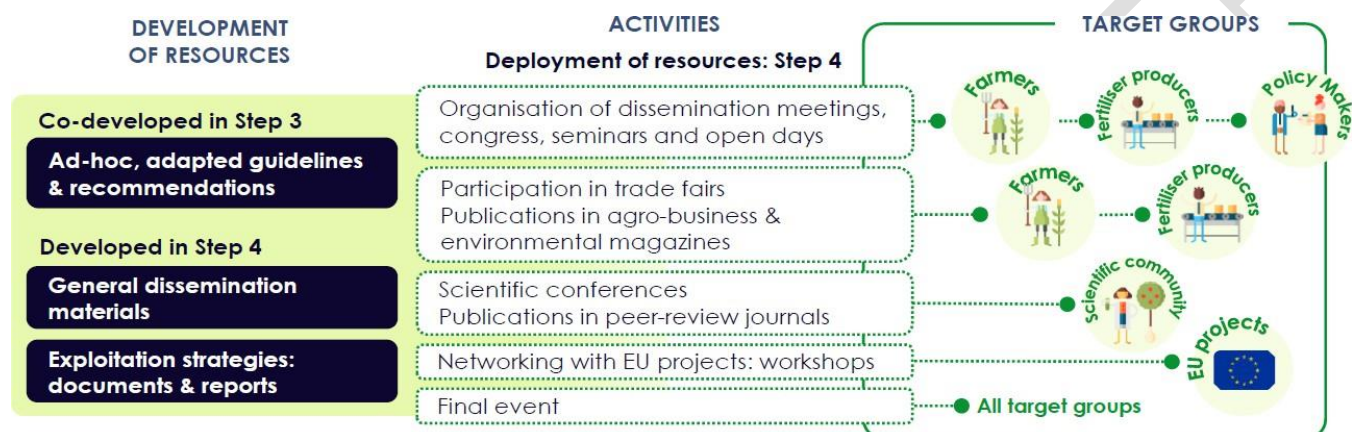 DEVELOPMENT
OF RESOURCES
ACTIVITIES
TARGET GROUPS
Deployment of resources: Step 4
Co-developed in Step 3
Ad-hoc, adapted guidelines
& recommendations
Developed in Step 4
General dissemination
materials
Exploitation strategies:
documents & reports
Organisation of dissemination meetings,
congress, seminars and open days
Farmers
Fertiliser producers
Policy Makers
Participation in trade fairs
Publications in agro-business &
environmental magazines
Farmers
Fertiliser producers
Scientific conferences
Publications in peer-review journals
Scientific community
Networking with EU projects: workshops
EU projects
Final event
All target groups